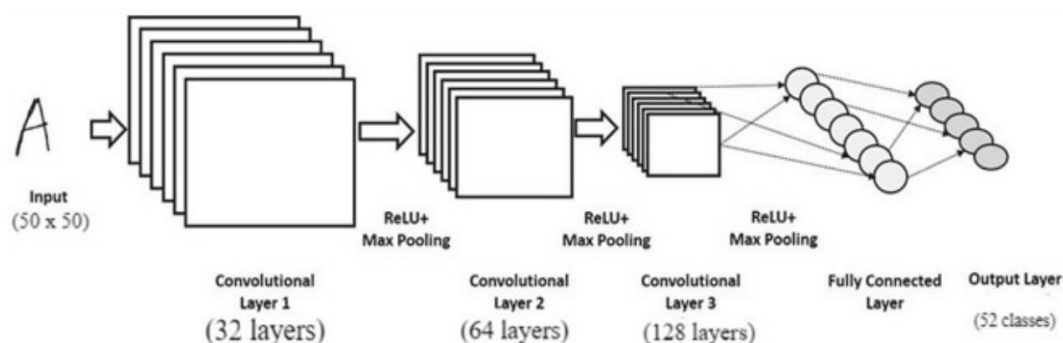 A
Input
(50 x 50)
ReLU+
Max Pooling
ReLU+
Max Pooling
ReLU+
Max Pooling
Convolutional
Layer 1
(32 layers)
Convolutional
Layer 2
(64 layers)
Convolutional
Layer 3
(128 layers)
Fully Connected
Layer
Output Layer
(52 classes)